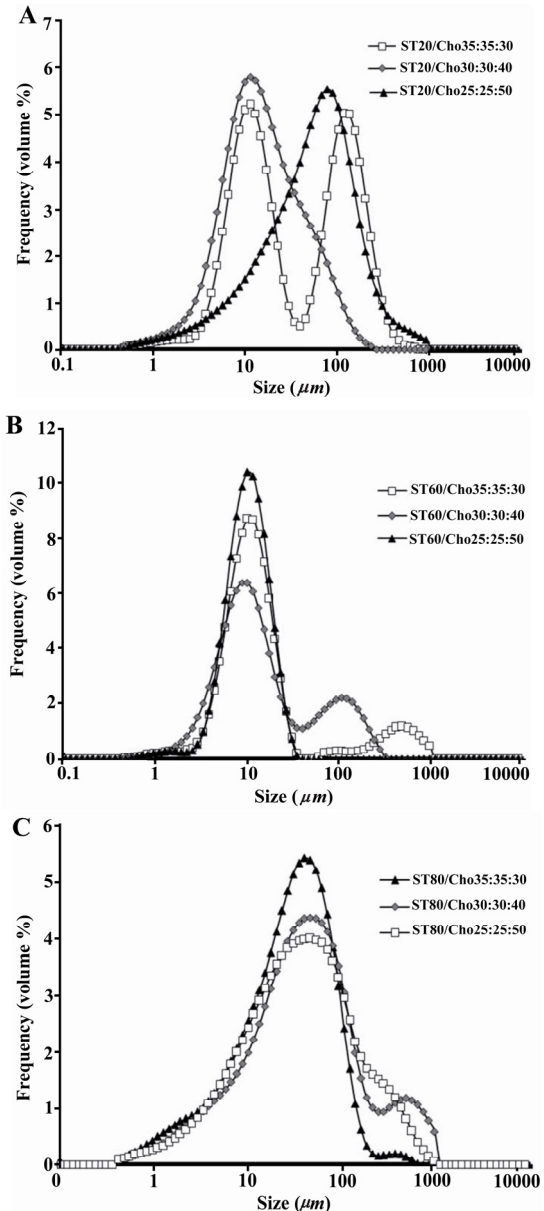 A
7
6
5
4
3
2
1
0
Frequency (volume %)
ST20/Cho35:35:30
ST20/Cho30:30:40
ST20/Cho25:25:50
0.1 1 10 100 1000 10000
Size (μm)
B
12
10
8
6
4
2
0
Frequency (volume %)
ST60/Cho35:35:30
ST60/Cho30:30:40
ST60/Cho25:25:50
0.1 1 10 100 1000 10000
Size (μm)
C
6
5
4
3
2
1
0
Frequency (volume %)
ST80/Cho35:35:30
ST80/Cho30:30:40
ST80/Cho25:25:50
0 1 10 100 1000 10000
Size (μm)